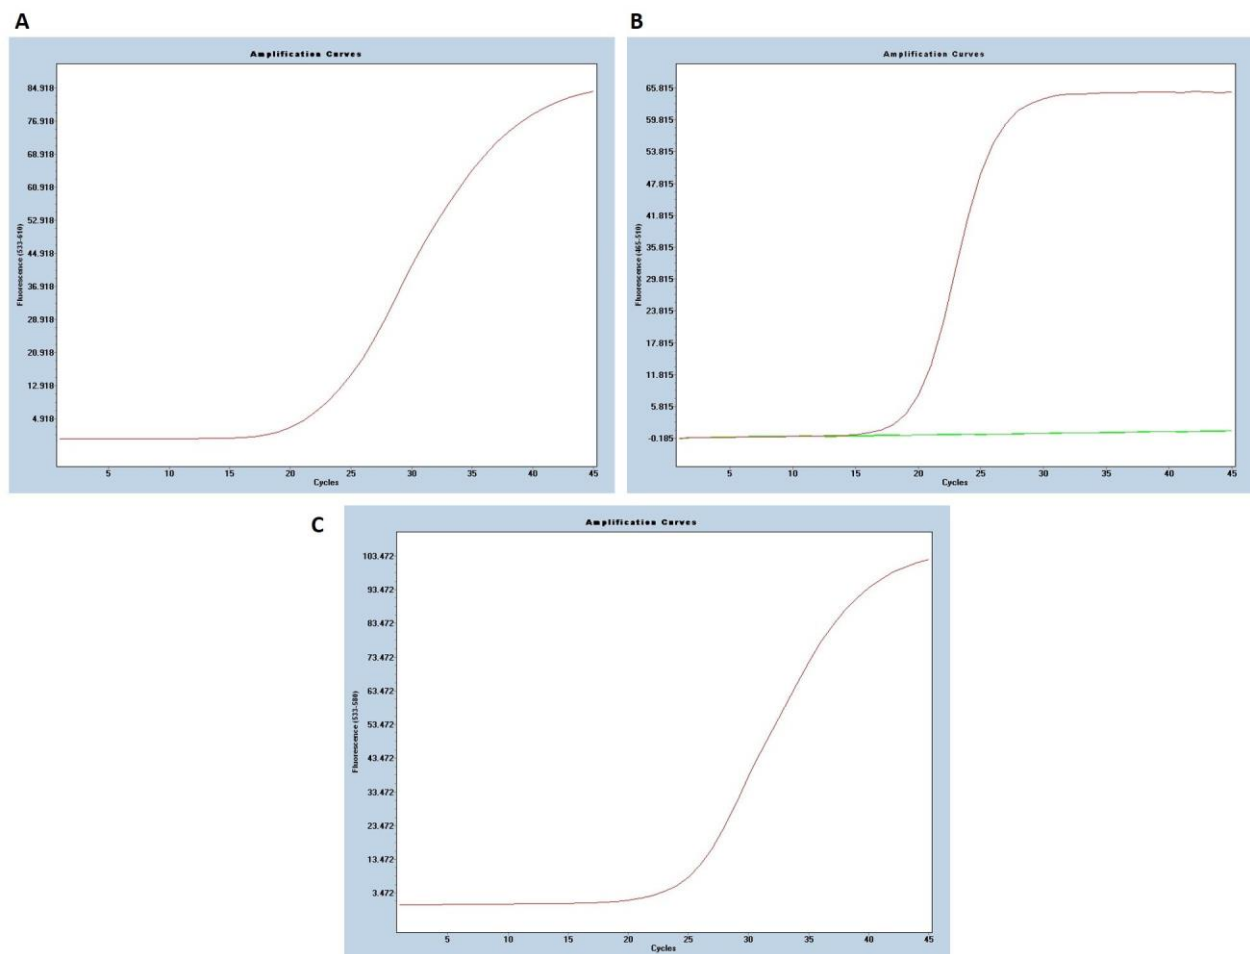 A
Amplification Curves
84.918
76.918
68.918
60.918
52.918
44.918
36.918
28.918
20.918
12.918
4.918
Fluorescence (533-610)
5 10 15 20 25 30 35 40 45
Cycles
B
Amplification Curves
65.815
59.815
53.815
47.815
41.815
35.815
29.815
23.815
17.815
11.815
5.815
-0.185
Fluorescence (465-510)
5 10 15 20 25 30 35 40 45
Cycles
C
Amplification Curves
103.472
93.472
83.472
73.472
63.472
53.472
43.472
33.472
23.472
13.472
3.472
Fluorescence (533-580)
5 10 15 20 25 30 35 40 45
Cycles